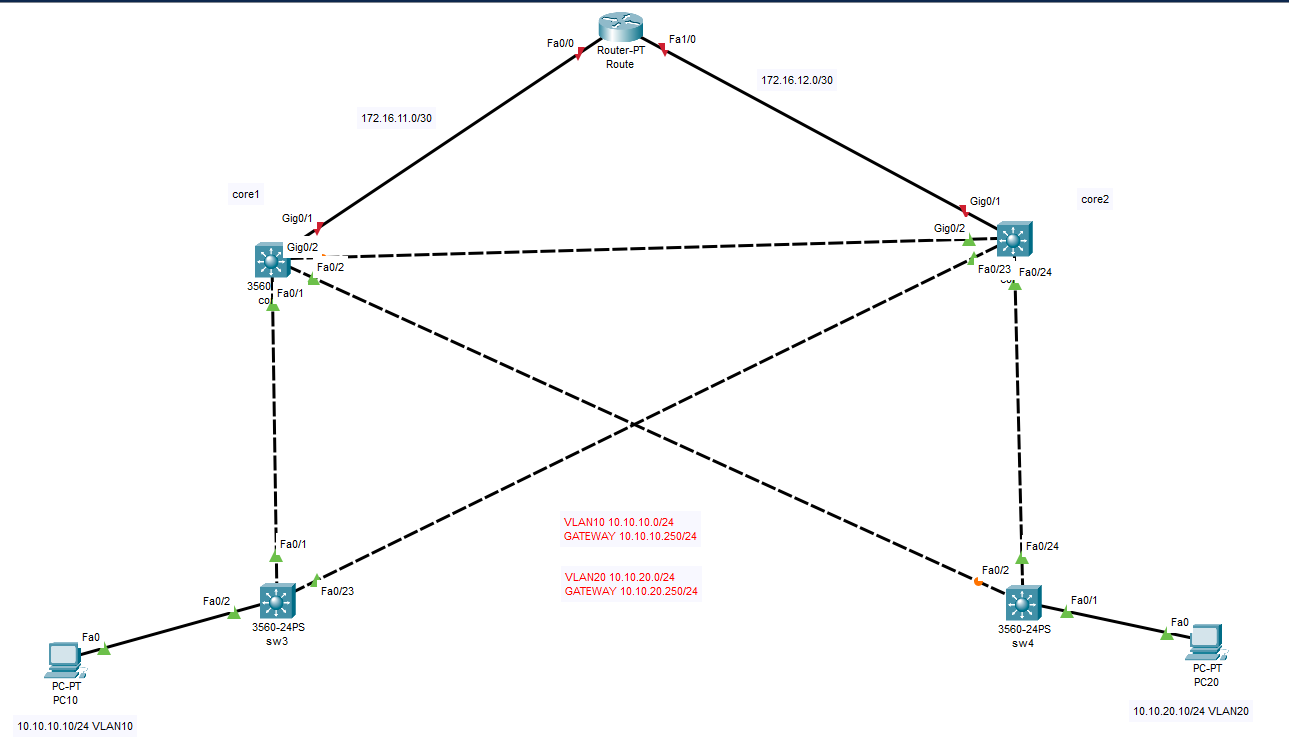 Fa0/0
Fa1/0
Router-PT
Route
172.16.12.0/30
172.16.11.0/30
core1
core2
Gig0/1
Gig0/1
Gig0/2
Gig0/2
Fa0/2
Fa0/23
Fa0/24
3560
co
Fa0/1
VLAN10 10.10.10.0/24
GATEWAY 10.10.10.250/24
VLAN20 10.10.20.0/24
GATEWAY 10.10.20.250/24
Fa0/1
Fa0/24
Fa0/23
Fa0/2
Fa0/2
Fa0/1
3560-24PS
sw3
3560-24PS
sw4
Fa0
Fa0
PC-PT
PC10
PC-PT
PC20
10.10.10.10/24 VLAN10
10.10.20.10/24 VLAN20